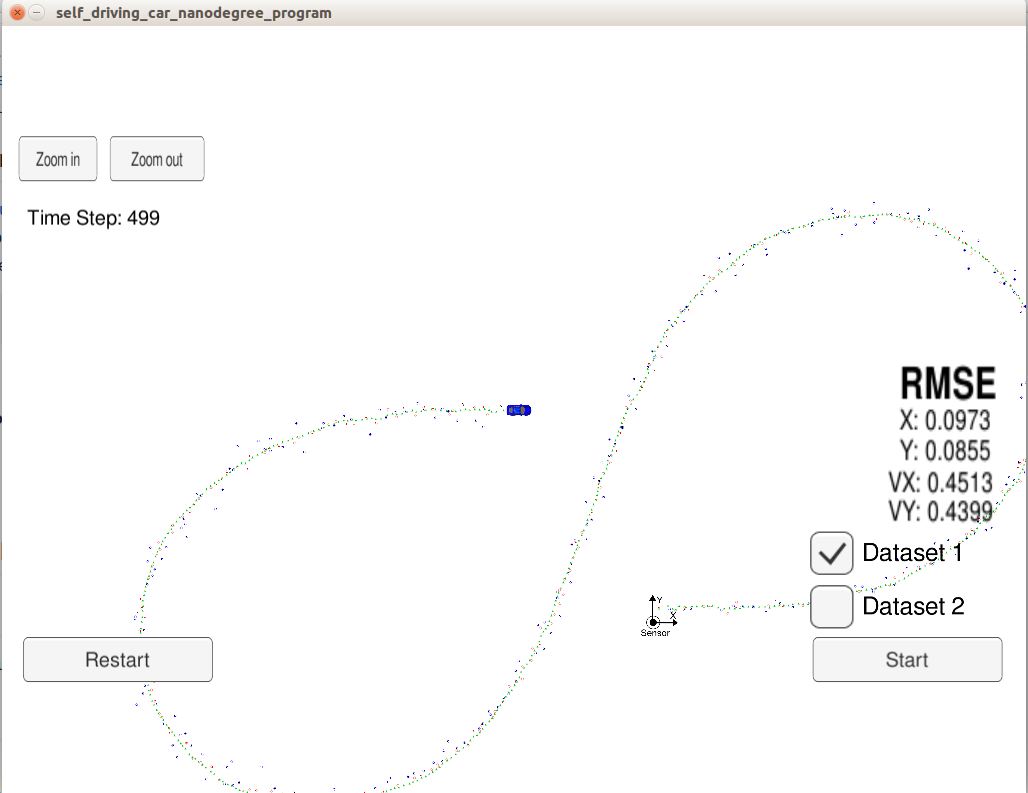 self_driving_car_nanodegree_program
Zoom in
Zoom out
Time Step: 499
RMSE
X: 0.0973
Y: 0.0855
VX: 0.4513
VY: 0.4399
Dataset 1
Dataset 2
Y
X
Sensor
Restart
Start